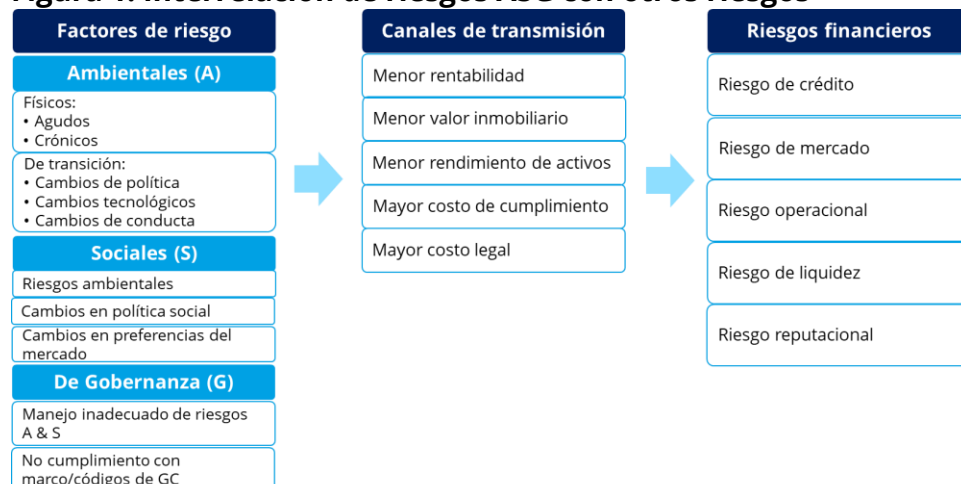 Factores de riesgo
Ambientales (A)
Físicos:
• Agudos
• Crónicos
De transición:
• Cambios de política
• Cambios tecnológicos
• Cambios de conducta
Sociales (S)
Riesgos ambientales
Cambios en política social
Cambios en preferencias del
mercado
De Gobernanza (G)
Manejo inadecuado de riesgos
A & S
No cumplimiento con
marco/códigos de GC
Canales de transmisión
Menor rentabilidad
Menor valor inmobiliario
Menor rendimiento de activos
Mayor costo de cumplimiento
Mayor costo legal
Riesgos financieros
Riesgo de crédito
Riesgo de mercado
Riesgo operacional
Riesgo de liquidez
Riesgo reputacional